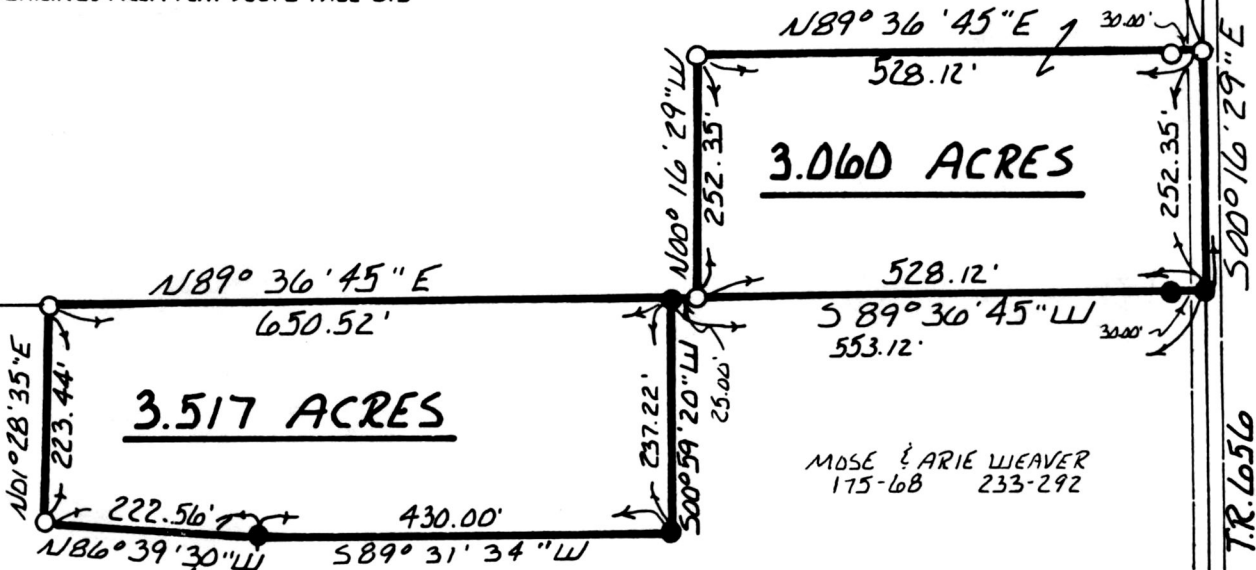 N89° 36' 45"E
30.00'
528.12'
N00° 16' 29"W
252.35'
3.060 ACRES
252.35'
S00° 16' 29"E
528.12'
S 89° 36' 45" W
30.00'
553.12'
25.00'
N89° 36' 45"E
650.52'
N01° 28' 35"E
223.44'
3.517 ACRES
237.22'
S00° 59' 20"W
222.56'
430.00'
N86° 39' 30"W
S89° 31' 34"W
MOSE & ARIE WEAVER
175-68 233-292
T.R. 656